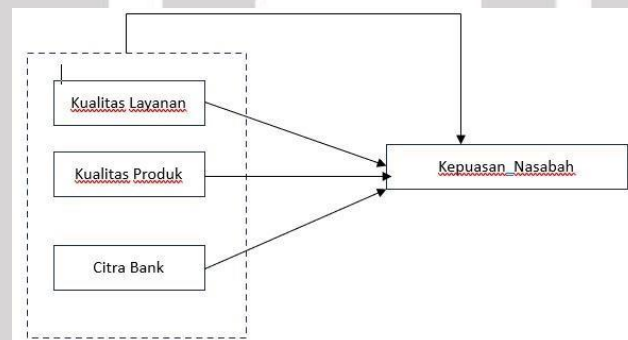 Kualitas Layanan
Kualitas Produk
Kepuasan_Nasabah
Citra Bank